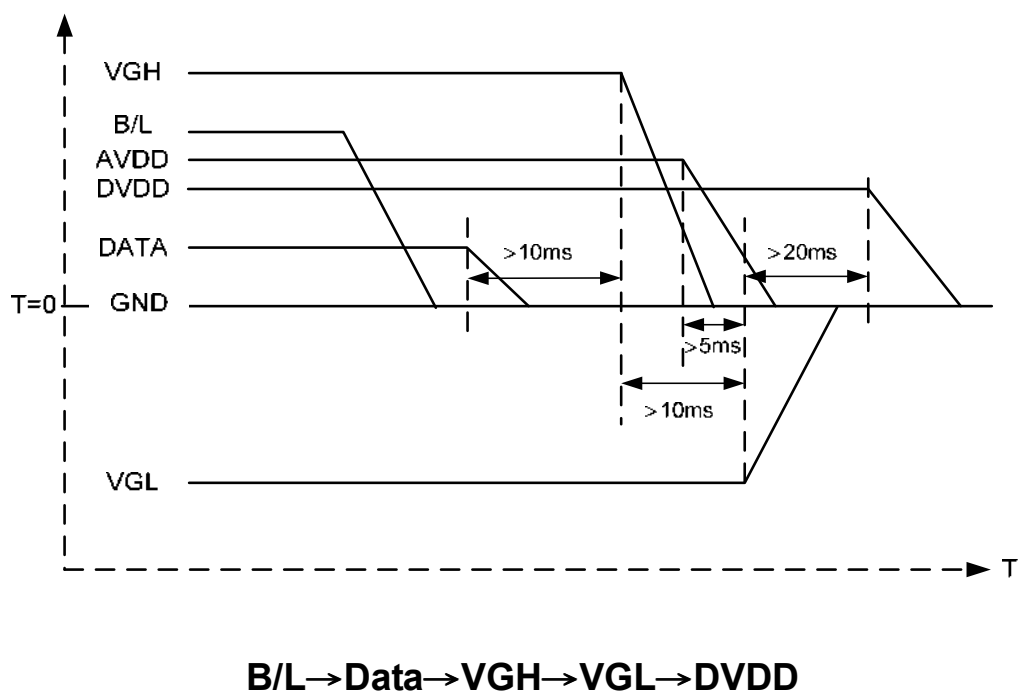 VGH
B/L
AVDD
DVDD
DATA
>10ms
>20ms
T=0
GND
>5ms
>10ms
VGL
T
B/L→Data→VGH→VGL→DVDD